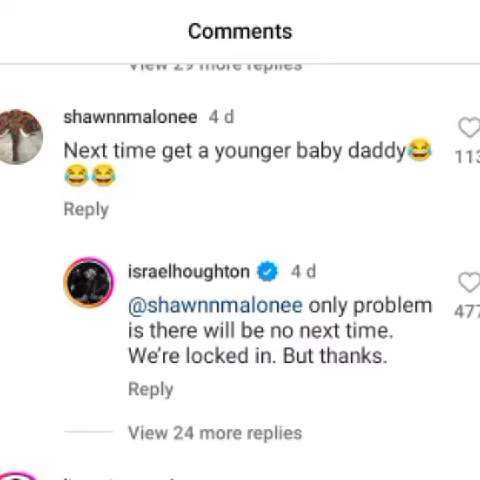 Comments
View 29 more replies
shawnnmalonee 4 d
Next time get a younger baby daddy😂
😂😂
113
Reply
israelhoughton 4 d
@shawnnmalonee only problem
is there will be no next time.
We're locked in. But thanks.
477
Reply
View 24 more replies